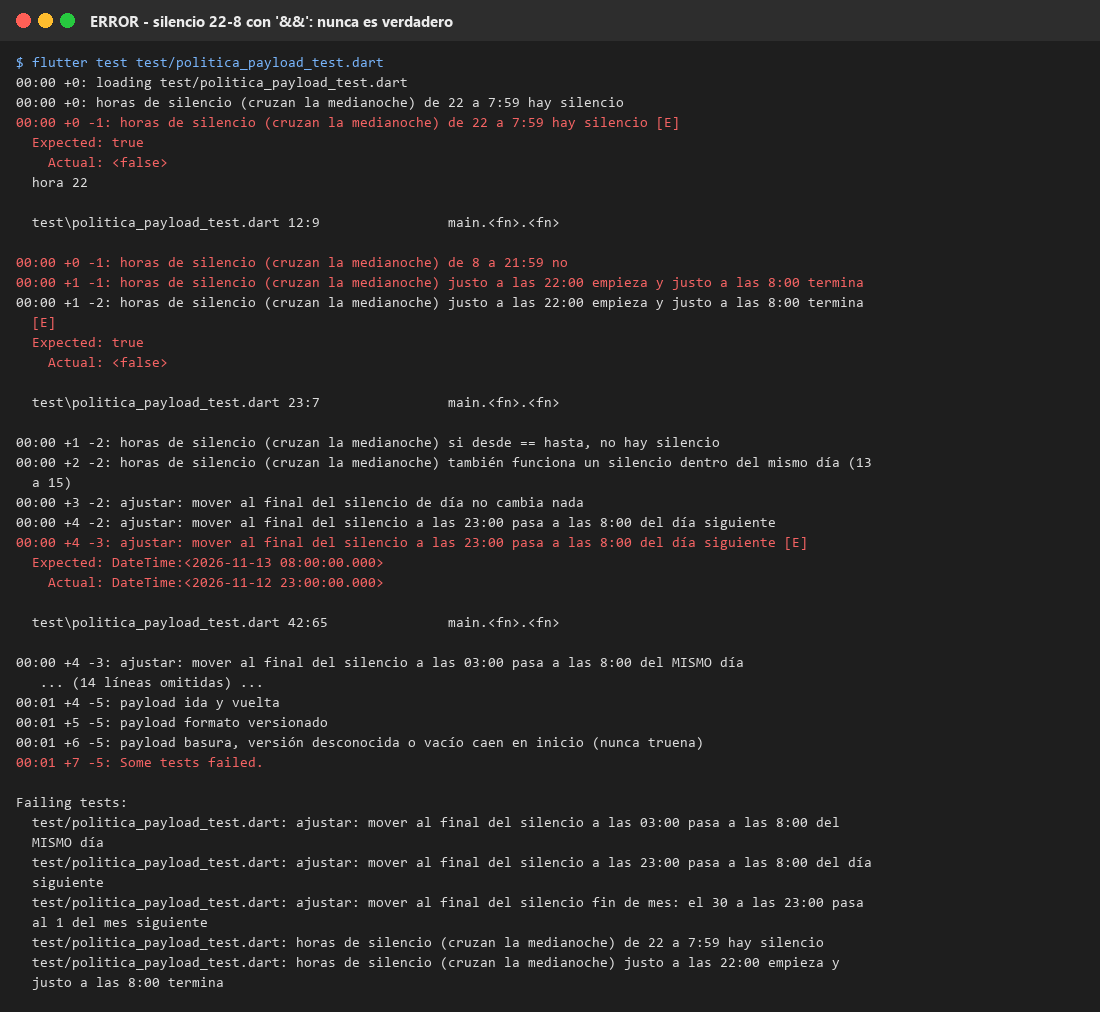 ERROR - silencio 22-8 con '&&': nunca es verdadero
$ flutter test test/politica_payload_test.dart
00:00 +0: loading test/politica_payload_test.dart
00:00 +0: horas de silencio (cruzan la medianoche) de 22 a 7:59 hay silencio
00:00 +0 -1: horas de silencio (cruzan la medianoche) de 22 a 7:59 hay silencio [E]
Expected: true
Actual: <false>
hora 22
test\politica_payload_test.dart 12:9 main.<fn>.<fn>
00:00 +0 -1: horas de silencio (cruzan la medianoche) de 8 a 21:59 no
00:00 +1 -1: horas de silencio (cruzan la medianoche) justo a las 22:00 empieza y justo a las 8:00 termina
00:00 +1 -2: horas de silencio (cruzan la medianoche) justo a las 22:00 empieza y justo a las 8:00 termina
[E]
Expected: true
Actual: <false>
test\politica_payload_test.dart 23:7 main.<fn>.<fn>
00:00 +1 -2: horas de silencio (cruzan la medianoche) si desde == hasta, no hay silencio
00:00 +2 -2: horas de silencio (cruzan la medianoche) también funciona un silencio dentro del mismo día (13
a 15)
00:00 +3 -2: ajustar: mover al final del silencio de día no cambia nada
00:00 +4 -2: ajustar: mover al final del silencio a las 23:00 pasa a las 8:00 del día siguiente
00:00 +4 -3: ajustar: mover al final del silencio a las 23:00 pasa a las 8:00 del día siguiente [E]
Expected: DateTime:<2026-11-13 08:00:00.000>
Actual: DateTime:<2026-11-12 23:00:00.000>
test\politica_payload_test.dart 42:65 main.<fn>.<fn>
00:00 +4 -3: ajustar: mover al final del silencio a las 03:00 pasa a las 8:00 del MISMO día
... (14 líneas omitidas) ...
00:01 +4 -5: payload ida y vuelta
00:01 +5 -5: payload formato versionado
00:01 +6 -5: payload basura, versión desconocida o vacío caen en inicio (nunca truena)
00:01 +7 -5: Some tests failed.
Failing tests:
test/politica_payload_test.dart: ajustar: mover al final del silencio a las 03:00 pasa a las 8:00 del
MISMO día
test/politica_payload_test.dart: ajustar: mover al final del silencio a las 23:00 pasa a las 8:00 del día
siguiente
test/politica_payload_test.dart: ajustar: mover al final del silencio fin de mes: el 30 a las 23:00 pasa
al 1 del mes siguiente
test/politica_payload_test.dart: horas de silencio (cruzan la medianoche) de 22 a 7:59 hay silencio
test/politica_payload_test.dart: horas de silencio (cruzan la medianoche) justo a las 22:00 empieza y
justo a las 8:00 termina